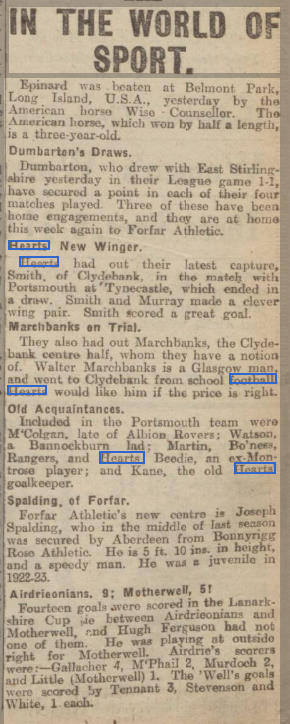 IN THE WORLD OF
SPORT.
Epinard was beaten at Belmont Park,
Long Island, U.S.A., yesterday by the
American horse Wise Counsellor. The
American horse, which won by half a length,
is a three-year-old.
Dumbarton's Draws.
Dumbarton, who drew with East Stirling-
shire yesterday in their League game 1-1,
have secured a point in each of their four
matches played. Three of these have been
home engagements, and they are at home
this week again to Forfar Athletic.
Hearts New Winger.
Hearts had out their latest capture,
Smith, of Clydebank, in the match with
Portsmouth at Tynecastle, which ended in
a draw. Smith and Murray made a clever
wing pair. Smith scored a great goal.
Marchbanks on Trial.
They also had out Marchbanks, the Clyde-
bank centre half, whom they have a notion
of. Walter Marchbanks is a Glasgow man,
and went to Clydebank from school football
Hearts would like him if the price is right.
Old Acquaintances.
Included in the Portsmouth team were
M'Colgan, late of Albion Rovers; Watson,
a Bannockburn lad; Martin, Bo'ness,
Rangers, and Hearts Beedie, an ex-Mon-
trose player; and Kane, the old Hearts
goalkeeper.
Spalding, of Forfar.
Forfar Athletic's new centre is Joseph
Spalding, who in the middle of last season
was secured by Aberdeen from Bonnyrigg
Rose Athletic. He is 5 ft. 10 ins. in height,
and a speedy man. He was a juvenile in
1922-23.
Airdrieonians, 9; Motherwell, 5!
Fourteen goals were scored in the Lanark-
shire Cup tie between Airdrieonians and
Motherwell, and Hugh Ferguson had not
one of them. He was playing at outside
right for Motherwell. Airdrie's scorers
were:—Gallacher 4, M'Phail 2, Murdoch 2,
and Little (Motherwell) 1. The 'Well's goals
were scored by Tennant 3, Stevenson and
White, 1 each.